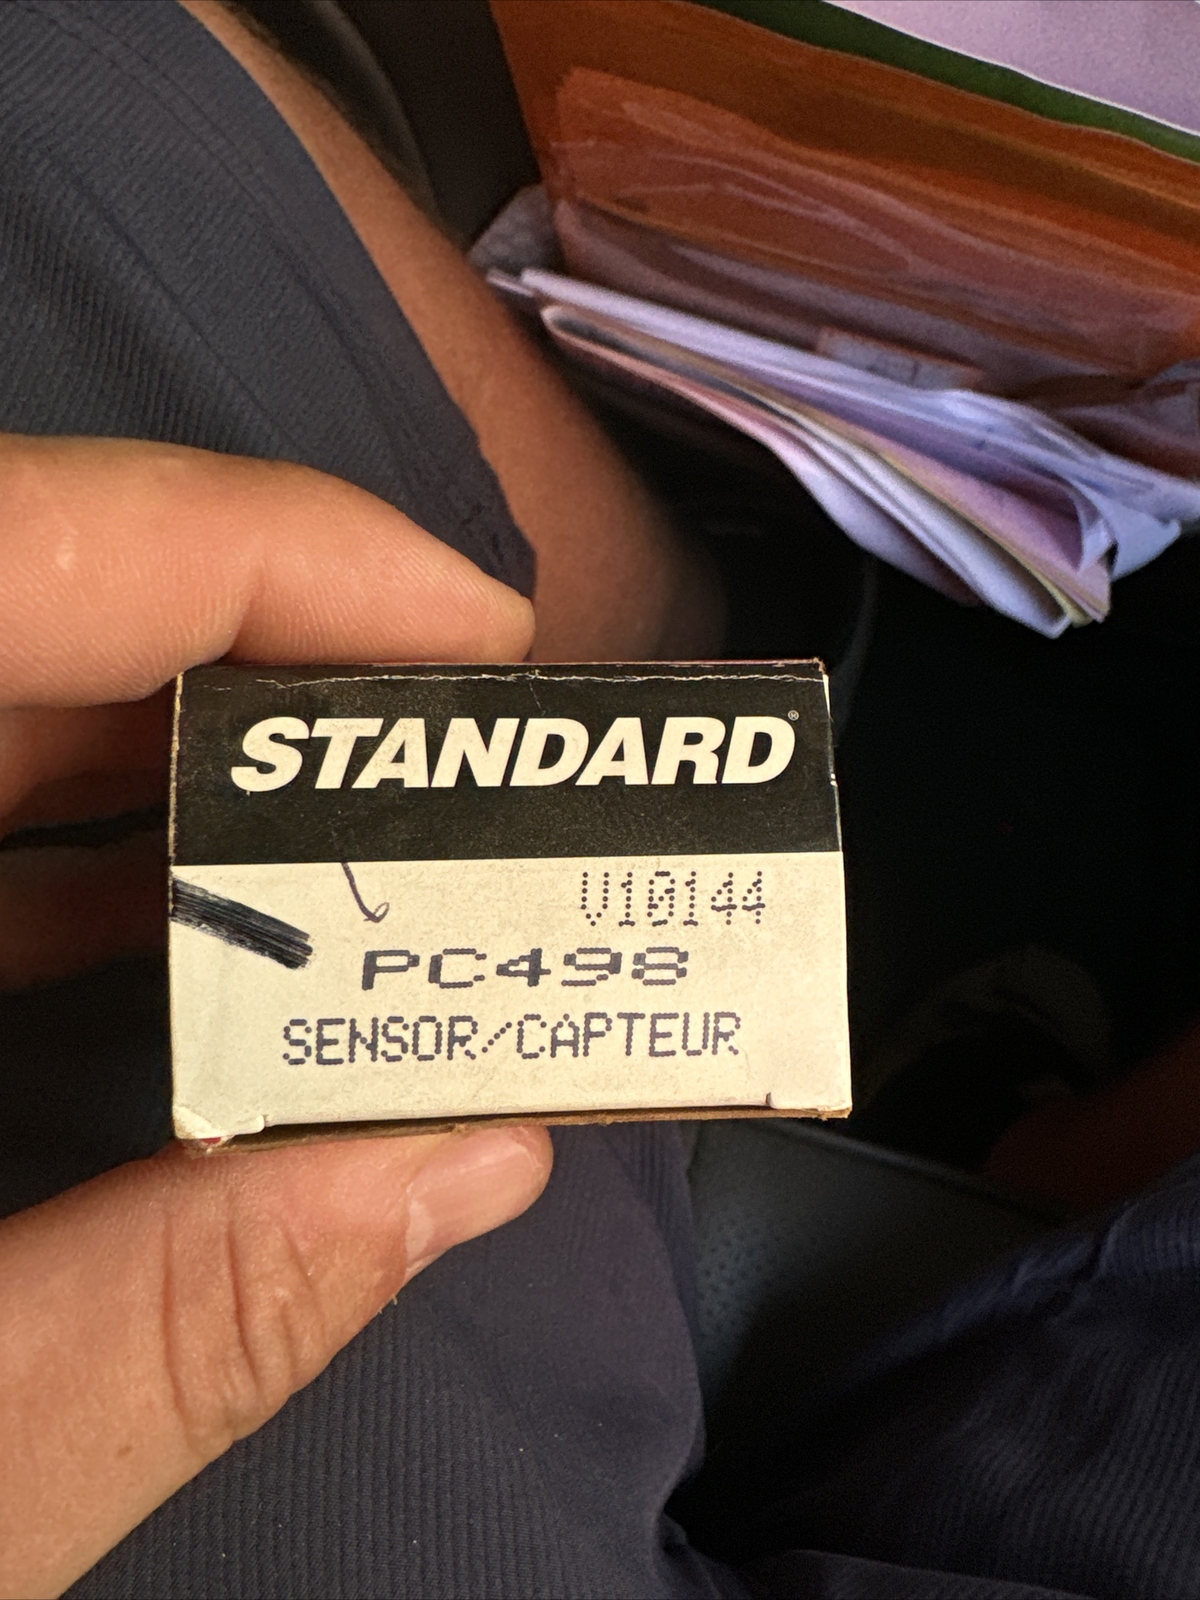 STANDARD®
V10144
PC498
SENSOR/CAPTEUR